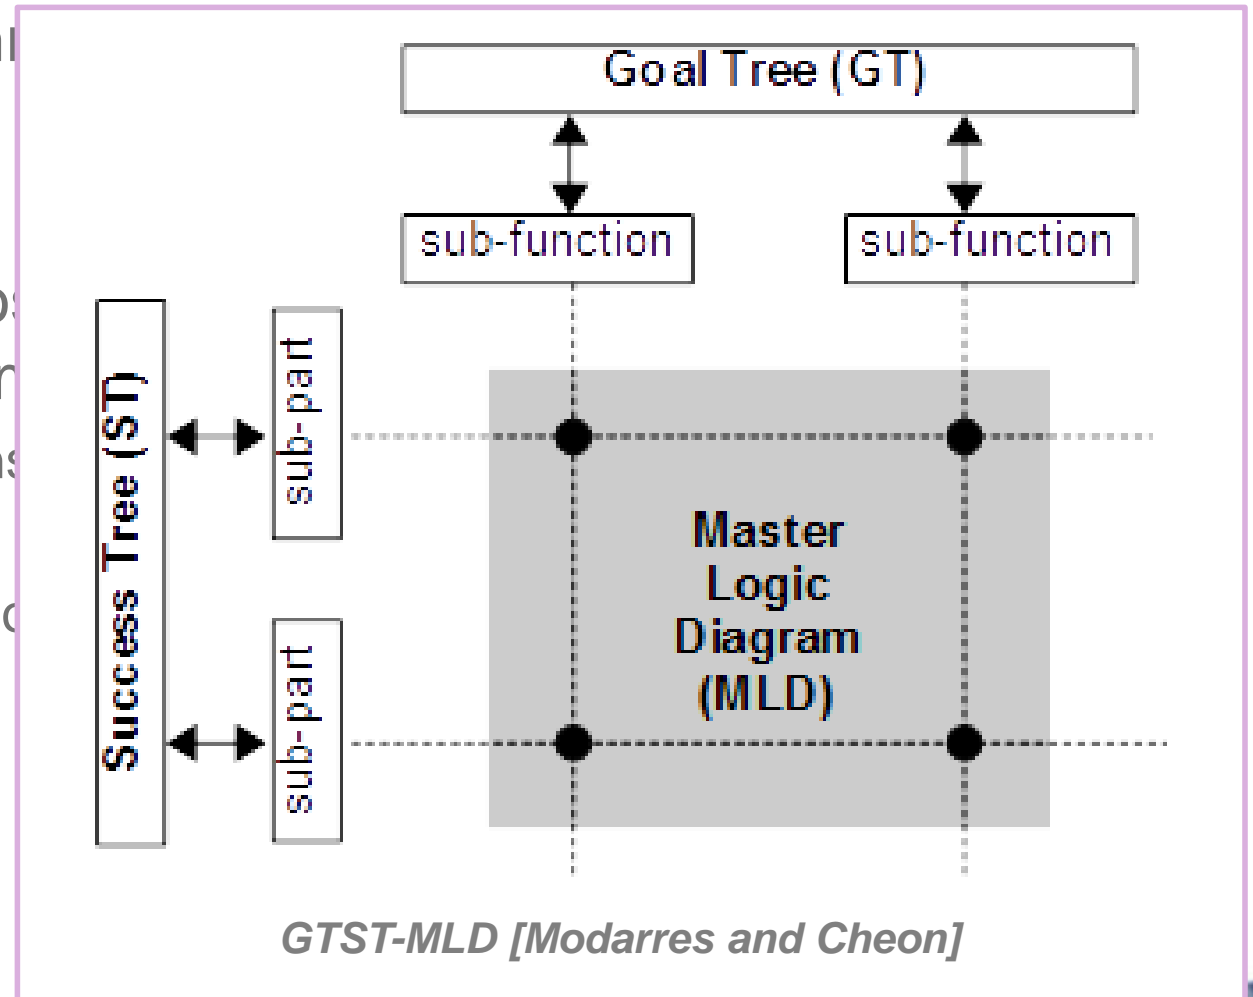 Goal Tree (GT)
sub-function sub-function
Success Tree (ST)
sub-part
sub-part
Master
Logic
Diagram
(MLD)
GTST-MLD [Modarres and Cheon]